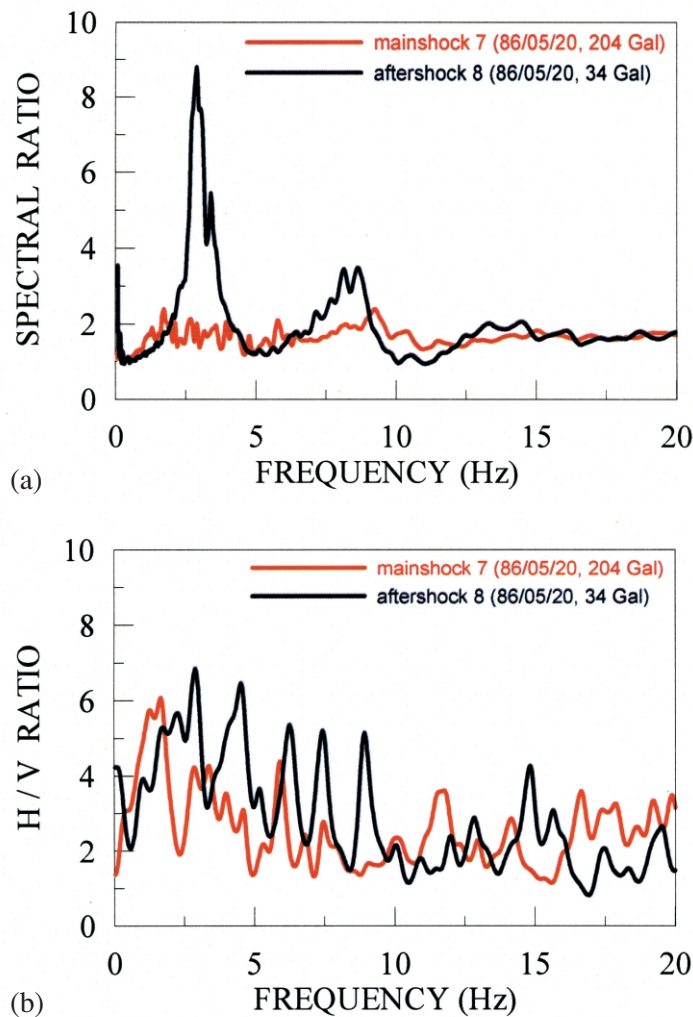 10
8
6
4
2
0
SPECTRAL RATIO
mainshock 7 (86/05/20, 204 Gal)
aftershock 8 (86/05/20, 34 Gal)
0 5 10 15 20
FREQUENCY (Hz)
(a)
10
8
6
4
2
0
H / V RATIO
mainshock 7 (86/05/20, 204 Gal)
aftershock 8 (86/05/20, 34 Gal)
0 5 10 15 20
FREQUENCY (Hz)
(b)